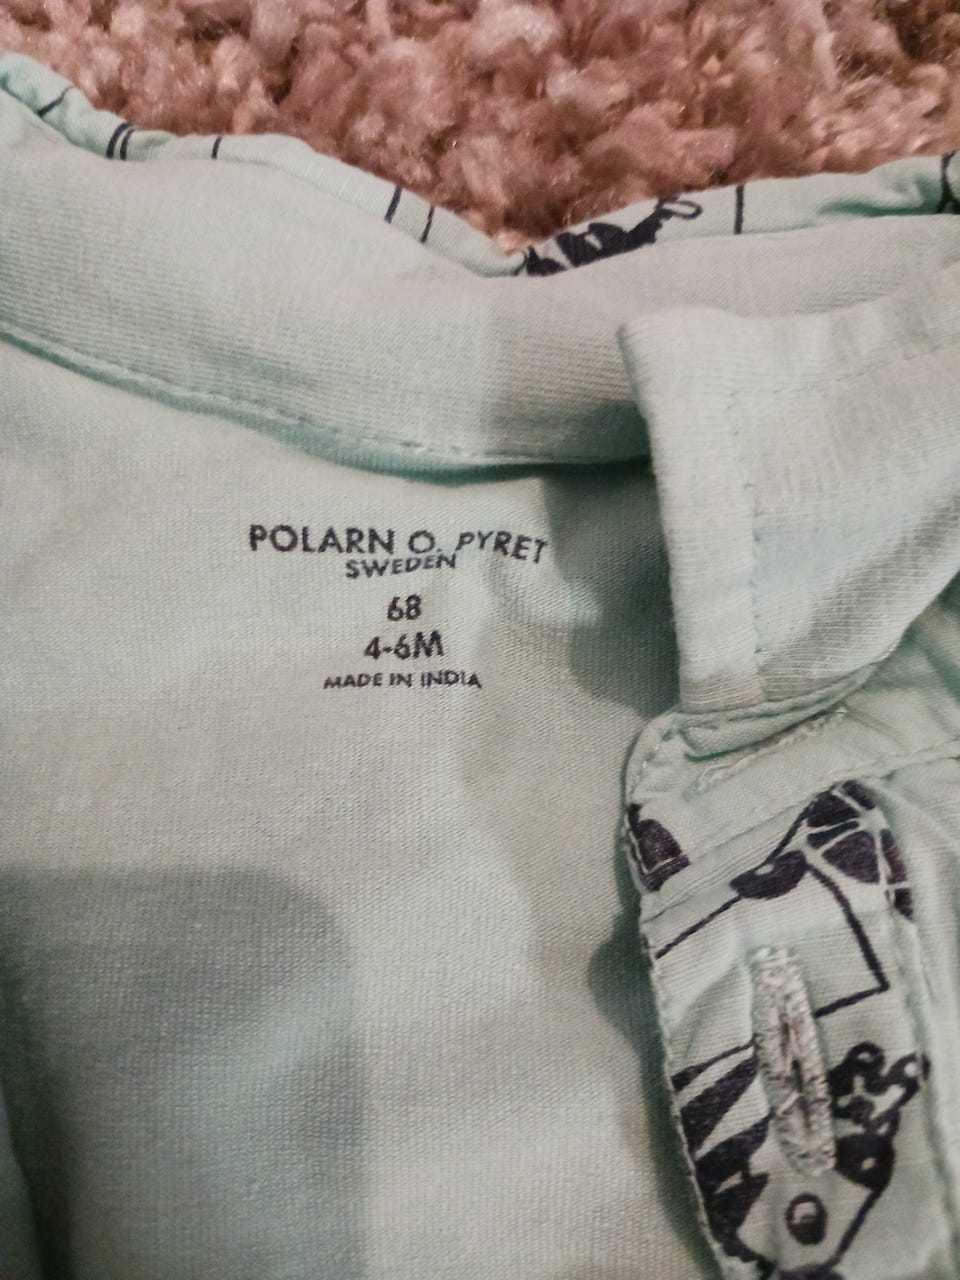 POLARN O. PYRET
SWEDEN
68
4-6M
MADE IN INDIA